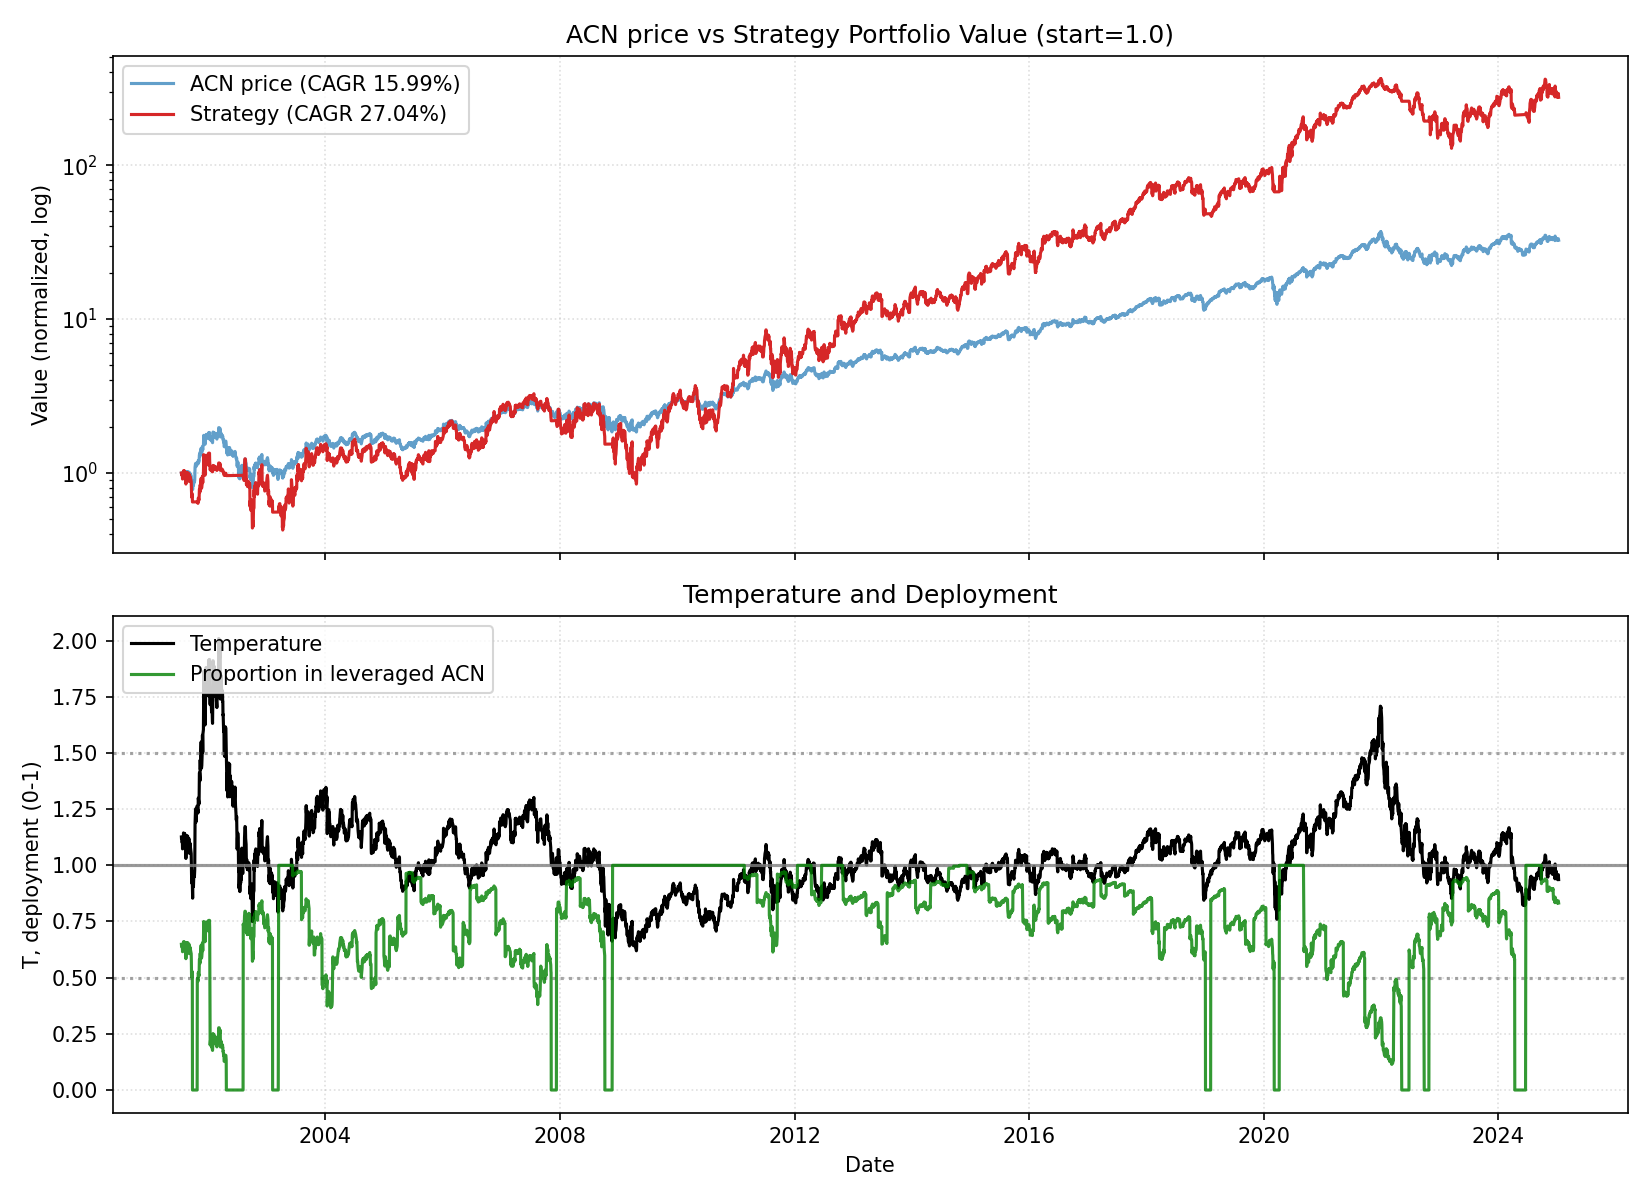 ACN price vs Strategy Portfolio Value (start=1.0)
ACN price (CAGR 15.99%)
Strategy (CAGR 27.04%)
Value (normalized, log)
10²
10¹
10⁰
Temperature and Deployment
Temperature
Proportion in leveraged ACN
T, deployment (0-1)
2.00
1.75
1.50
1.25
1.00
0.75
0.50
0.25
0.00
2004 2008 2012 2016 2020 2024
Date